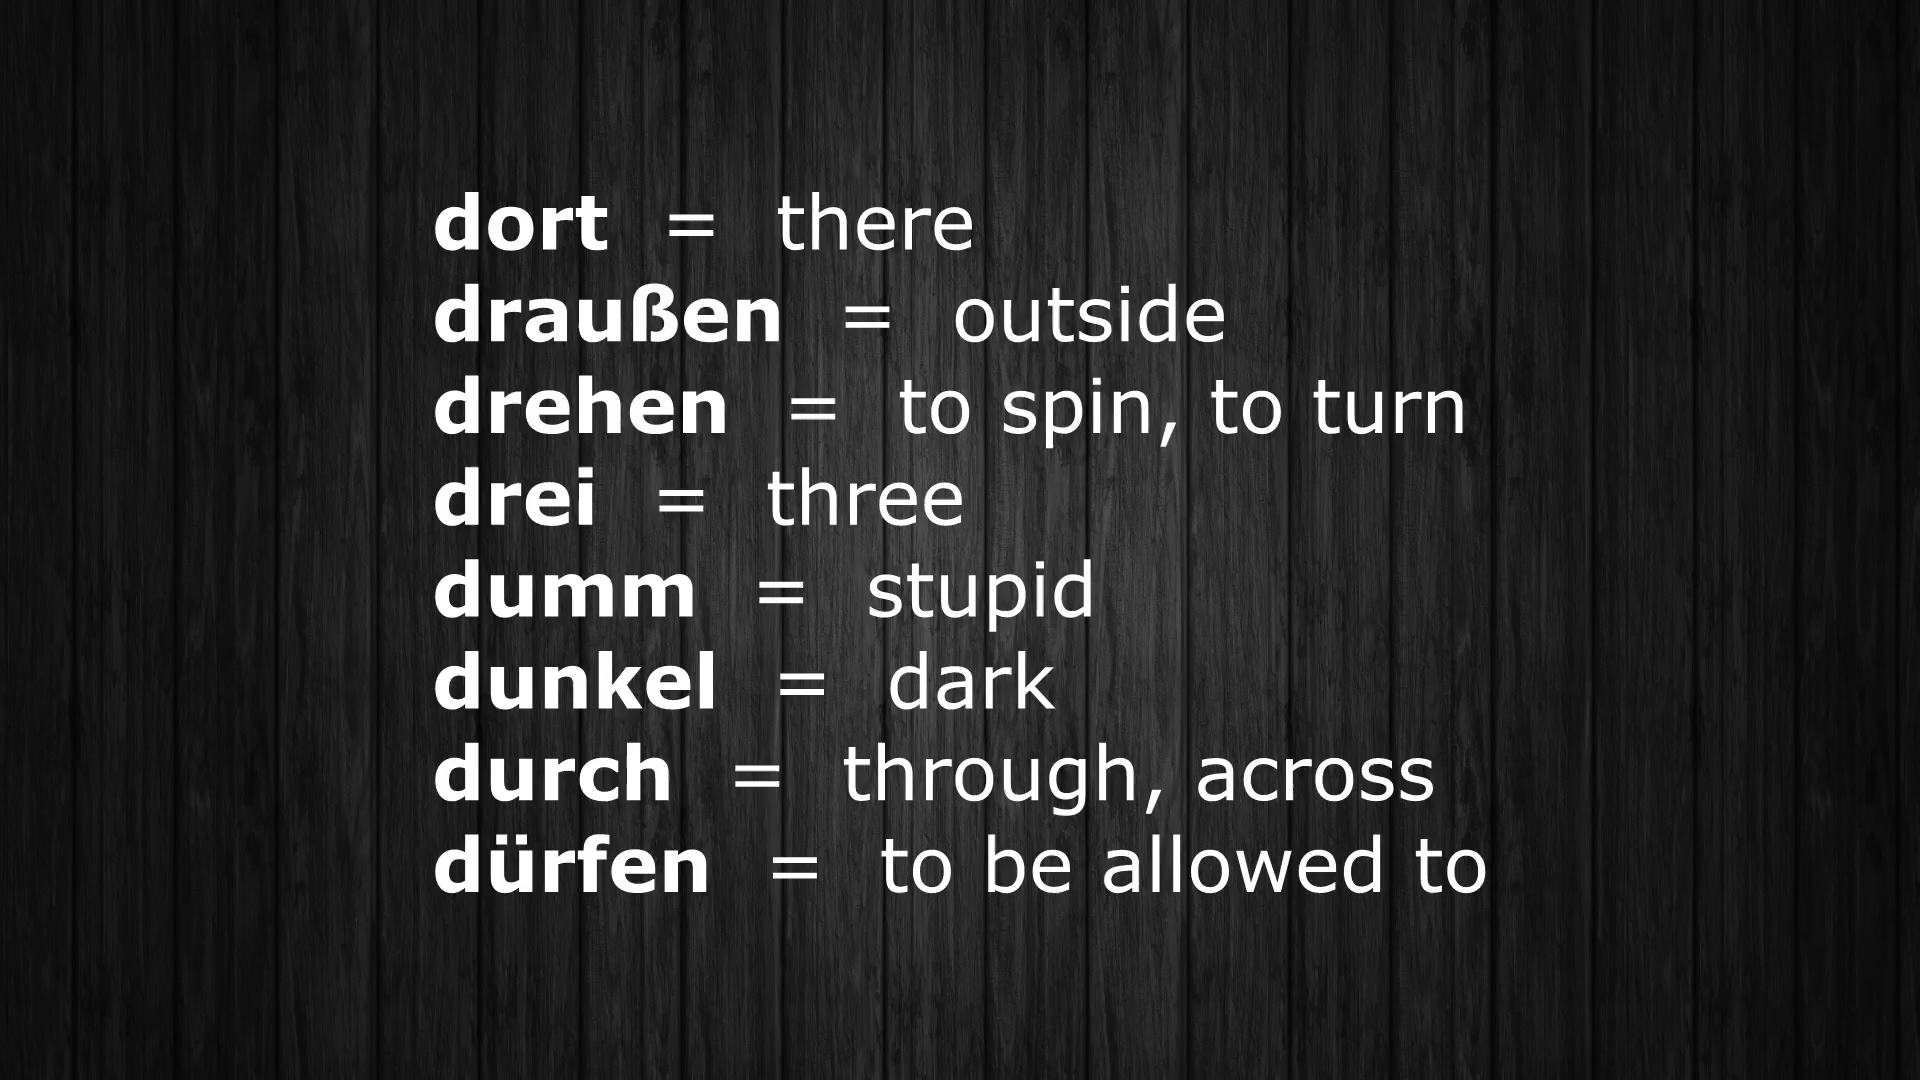 dort = there
draußen = outside
drehen = to spin, to turn
drei = three
dumm = stupid
dunkel = dark
durch = through, across
dürfen = to be allowed to